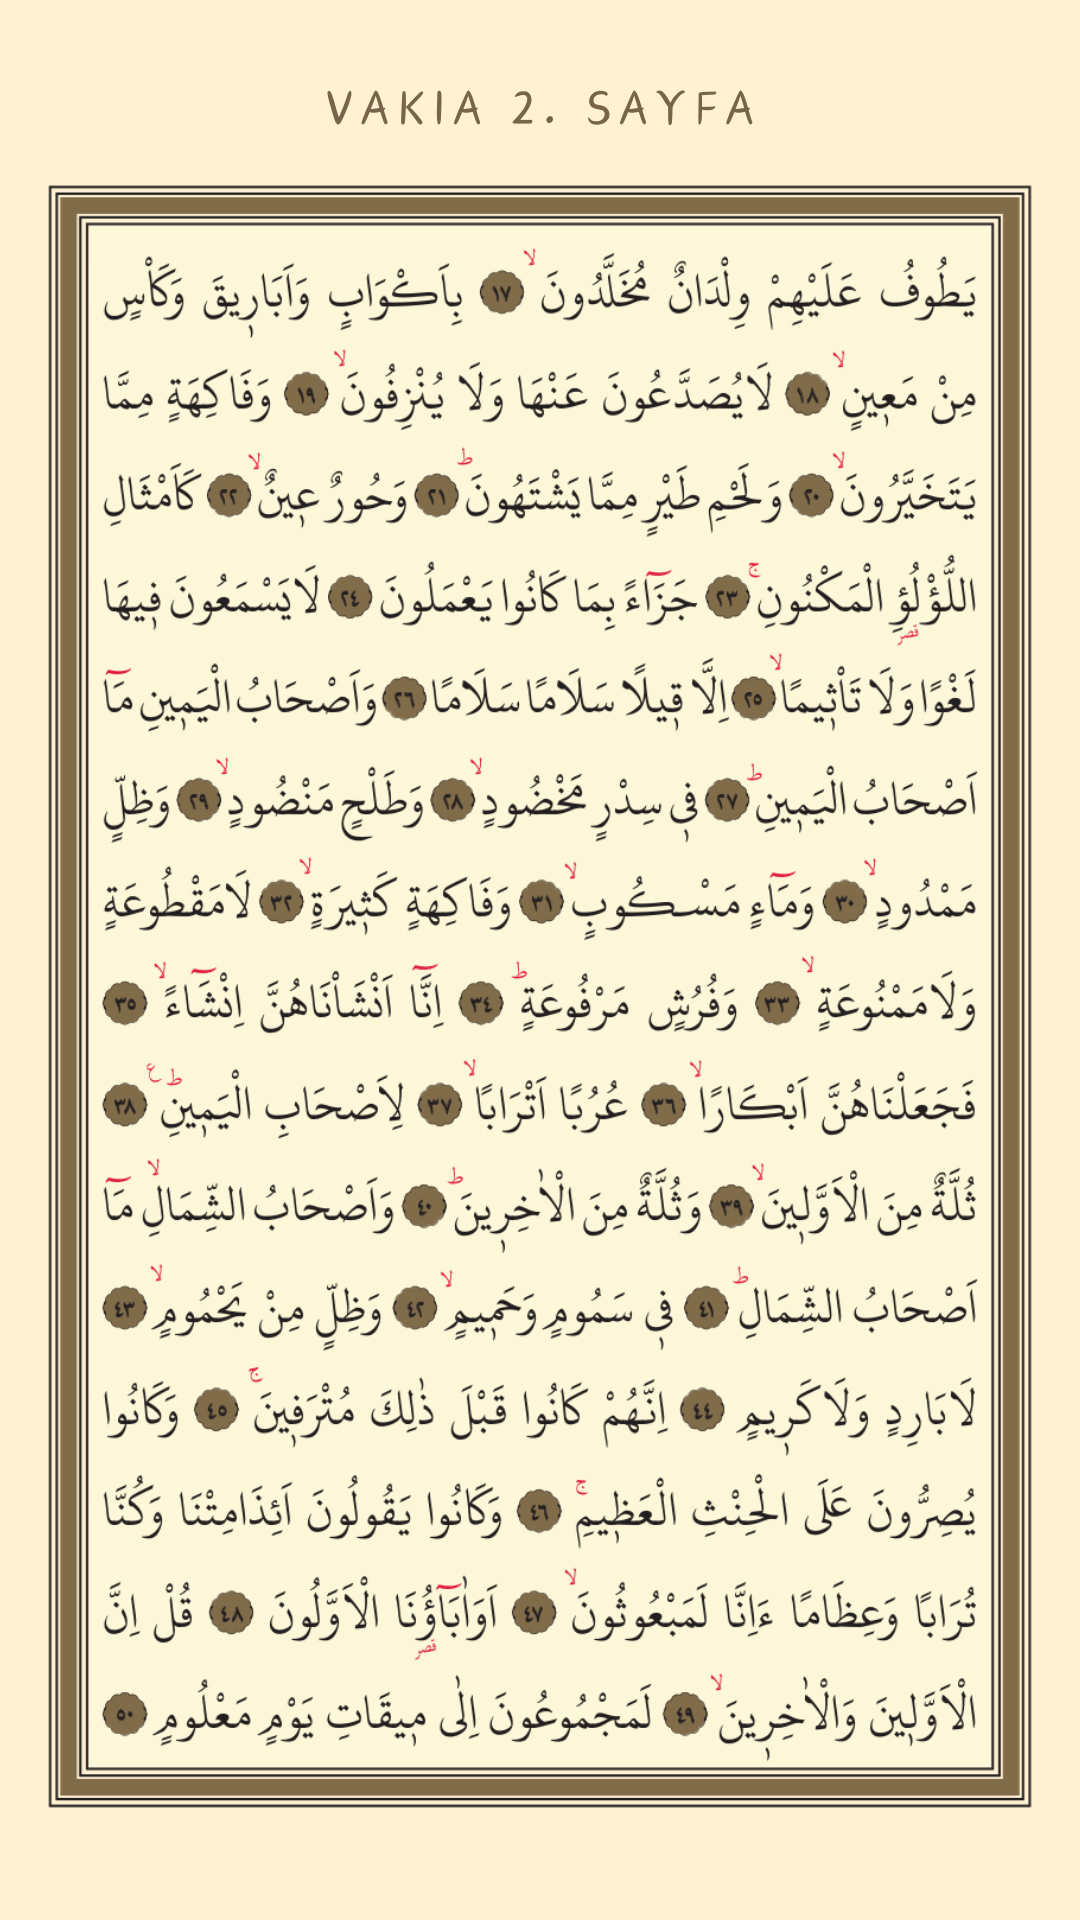 VAKIA 2. SAYFA
يَطُوفُ عَلَيْهِمْ وِلْدَانٌ مُخَلَّدُونَۙ ﴿١٧﴾ بِاَكْوَابٍ وَاَبَار۪يقَ وَكَاْسٍ
مِنْ مَع۪ينٍۙ ﴿١٨﴾ لَا يُصَدَّعُونَ عَنْهَا وَلَا يُنْزِفُونَۙ ﴿١٩﴾ وَفَاكِهَةٍ مِمَّا
يَتَخَيَّرُونَۙ ﴿٢٠﴾ وَلَحْمِ طَيْرٍ مِمَّا يَشْتَهُونَۜ ﴿٢١﴾ وَحُورٌ ع۪ينٌۙ ﴿٢٢﴾ كَاَمْثَالِ
اللُّؤْلُؤِ الْمَكْنُونِۚ ﴿٢٣﴾ جَزَٓاءً بِمَا كَانُوا يَعْمَلُونَ ﴿٢٤﴾ لَا يَسْمَعُونَ ف۪يهَا
قصر
لَغْوًا وَلَا تَأْث۪يمًاۙ ﴿٢٥﴾ اِلَّا ق۪يلًا سَلَامًا سَلَامًا ﴿٢٦﴾ وَاَصْحَابُ الْيَم۪ينِ مَٓا
اَصْحَابُ الْيَم۪ينِۜ ﴿٢٧﴾ ف۪ي سِدْرٍ مَخْضُودٍۙ ﴿٢٨﴾ وَطَلْحٍ مَنْضُودٍۙ ﴿٢٩﴾ وَظِلٍّ
مَمْدُودٍۙ ﴿٣٠﴾ وَمَٓاءٍ مَسْكُوبٍۙ ﴿٣١﴾ وَفَاكِهَةٍ كَث۪يرَةٍۙ ﴿٣٢﴾ لَا مَقْطُوعَةٍ
وَلَا مَمْنُوعَةٍۙ ﴿٣٣﴾ وَفُرُشٍ مَرْفُوعَةٍۜ ﴿٣٤﴾ اِنَّٓا اَنْشَأْنَاهُنَّ اِنْشَٓاءًۙ ﴿٣٥﴾
فَجَعَلْنَاهُنَّ اَبْكَارًاۙ ﴿٣٦﴾ عُرُبًا اَتْرَابًاۙ ﴿٣٧﴾ لِاَصْحَابِ الْيَم۪ينِۜ ع ﴿٣٨﴾
ثُلَّةٌ مِنَ الْاَوَّل۪ينَۙ ﴿٣٩﴾ وَثُلَّةٌ مِنَ الْاٰخِر۪ينَۜ ﴿٤٠﴾ وَاَصْحَابُ الشِّمَالِۙ مَٓا
اَصْحَابُ الشِّمَالِۜ ﴿٤١﴾ ف۪ي سَمُومٍ وَحَم۪يمٍۙ ﴿٤٢﴾ وَظِلٍّ مِنْ يَحْمُومٍۙ ﴿٤٣﴾
لَا بَارِدٍ وَلَا كَر۪يمٍ ﴿٤٤﴾ اِنَّهُمْ كَانُوا قَبْلَ ذٰلِكَ مُتْرَف۪ينَۚ ﴿٤٥﴾ وَكَانُوا
يُصِرُّونَ عَلَى الْحِنْثِ الْعَظ۪يمِۚ ﴿٤٦﴾ وَكَانُوا يَقُولُونَ اَئِذَا مِتْنَا وَكُنَّا
تُرَابًا وَعِظَامًا ءَاِنَّا لَمَبْعُوثُونَۙ ﴿٤٧﴾ اَوَاٰبَٓاؤُ۬نَا الْاَوَّلُونَ ﴿٤٨﴾ قُلْ اِنَّ
قصر
الْاَوَّل۪ينَ وَالْاٰخِر۪ينَۙ ﴿٤٩﴾ لَمَجْمُوعُونَ اِلٰى م۪يقَاتِ يَوْمٍ مَعْلُومٍ ﴿٥٠﴾